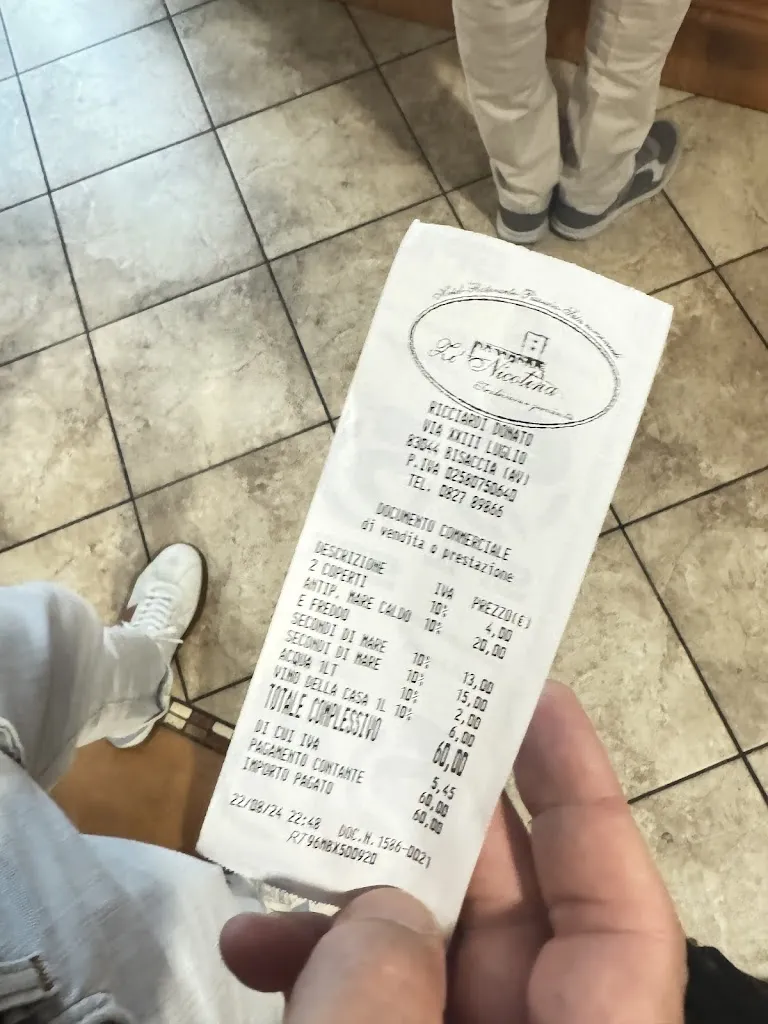 Zi' Nicolina
RICCIARDI DONATO
VIA XXIII LUGLIO
83044 BISACCIA (AV)
P.IVA 02580750640
TEL. 0827 89866
DOCUMENTO COMMERCIALE
di vendita o prestazione
DESCRIZIONE IVA PREZZO(€)
2 COPERTI 10% 4,00
ANTIP. MARE CALDO 10% 20,00
E FREDDO
SECONDI DI MARE 10% 13,00
SECONDI DI MARE 10% 15,00
ACQUA 1LT 10% 2,00
VINO DELLA CASA 1L 10% 6,00
TOTALE COMPLESSIVO 60,00
DI CUI IVA 5,45
PAGAMENTO CONTANTE 60,00
IMPORTO PAGATO 60,00
22/08/24 22:48 DOC.N.1586-0021
RT 96MBX500920